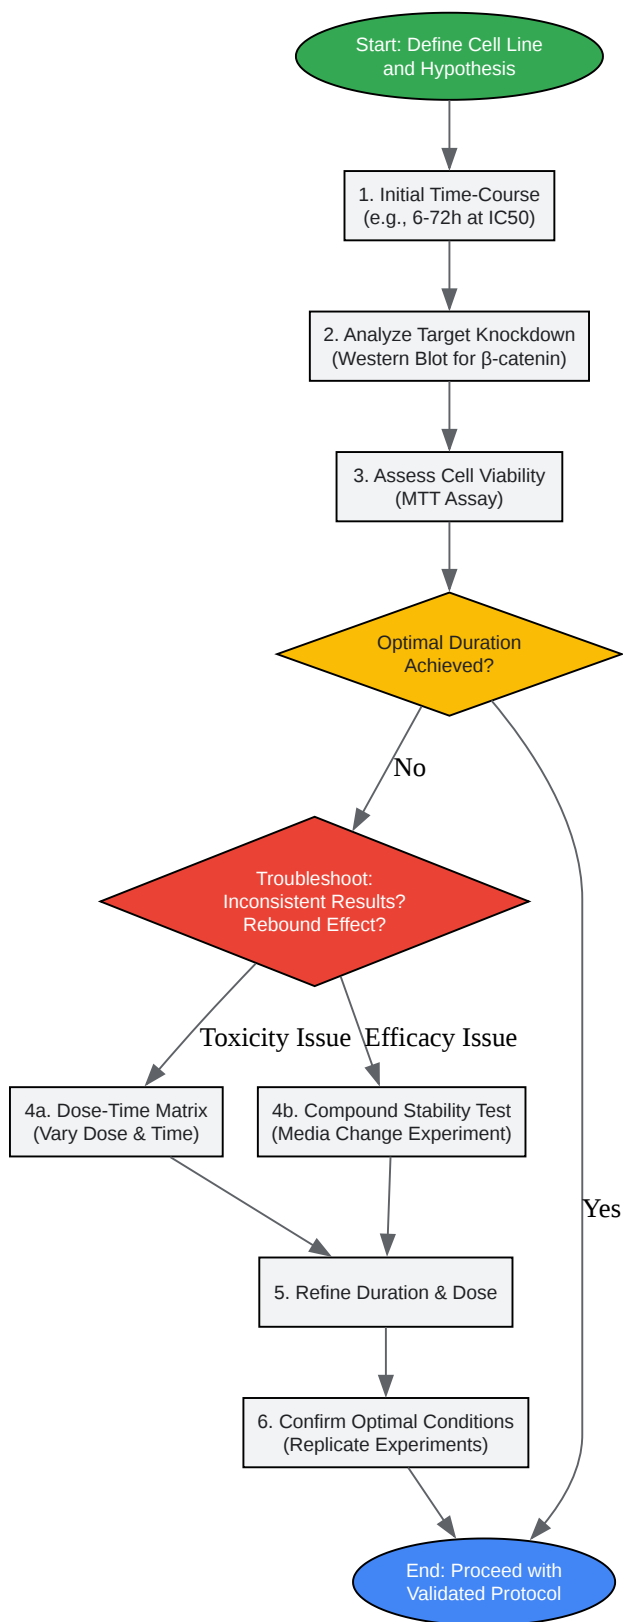 Start: Define Cell Line
and Hypothesis
1. Initial Time-Course
(e.g., 6-72h at IC50)
2. Analyze Target Knockdown
(Western Blot for β-catenin)
3. Assess Cell Viability
(MTT Assay)
Optimal Duration
Achieved?
No
Troubleshoot:
Inconsistent Results?
Rebound Effect?
Toxicity Issue
Efficacy Issue
4a. Dose-Time Matrix
(Vary Dose & Time)
4b. Compound Stability Test
(Media Change Experiment)
Yes
5. Refine Duration & Dose
6. Confirm Optimal Conditions
(Replicate Experiments)
End: Proceed with
Validated Protocol